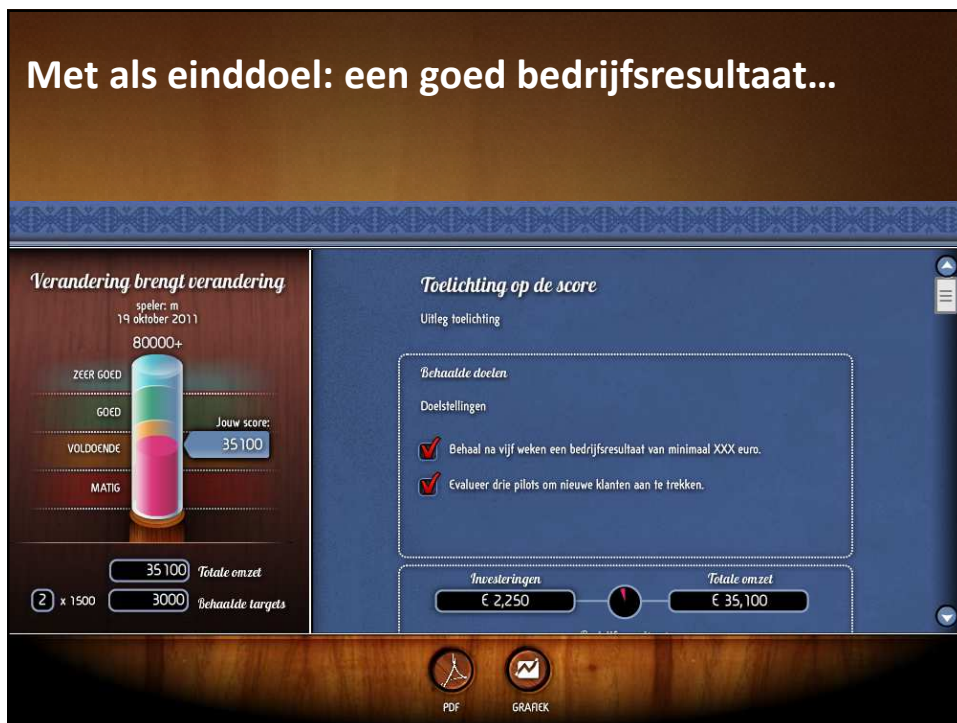 Met als einddoel: een goed bedrijfsresultaat…
Verandering brengt verandering
speler: m
19 oktober 2011
80000+
ZEER GOED
GOED
VOLDOENDE
MATIG
Jouw score:
35100
35100 Totale omzet
2 x 1500 3000 Behaalde targets
Toelichting op de score
Uitleg toelichting
Behaalde doelen
Doelstellingen
Behaal na vijf weken een bedrijfsresultaat van minimaal XXX euro.
Evalueer drie pilots om nieuwe klanten aan te trekken.
Investeringen Totale omzet
€ 2,250 € 35,100
PDF GRAFIEK